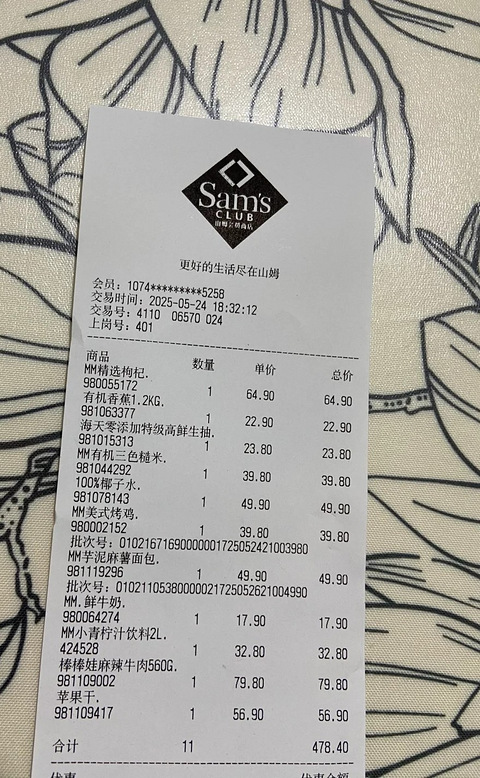 Sam's
CLUB
山姆会员商店
更好的生活尽在山姆
会员: 1074*********5258
交易时间: 2025-05-24 18:32:12
交易号: 4110 06570 024
上岗号: 401
商品 数量 单价 总价
MM精选枸杞.
980055172 1 64.90 64.90
有机香蕉1.2KG.
981063377 1 22.90 22.90
海天零添加特级高鲜生抽.
981015313 1 23.80 23.80
MM有机三色糙米.
981044292 1 39.80 39.80
100%椰子水.
981078143 1 49.90 49.90
MM美式烤鸡.
980002152 1 39.80 39.80
批次号: 01021671690000001725052421003980
MM芋泥麻薯面包.
981119296 1 49.90 49.90
批次号: 01021105380000021725052621004990
MM.鲜牛奶.
980064274 1 17.90 17.90
MM小青柠汁饮料2L.
424528 1 32.80 32.80
棒棒娃麻辣牛肉560G.
981109002 1 79.80 79.80
苹果干.
981109417 1 56.90 56.90
合计 11 478.40